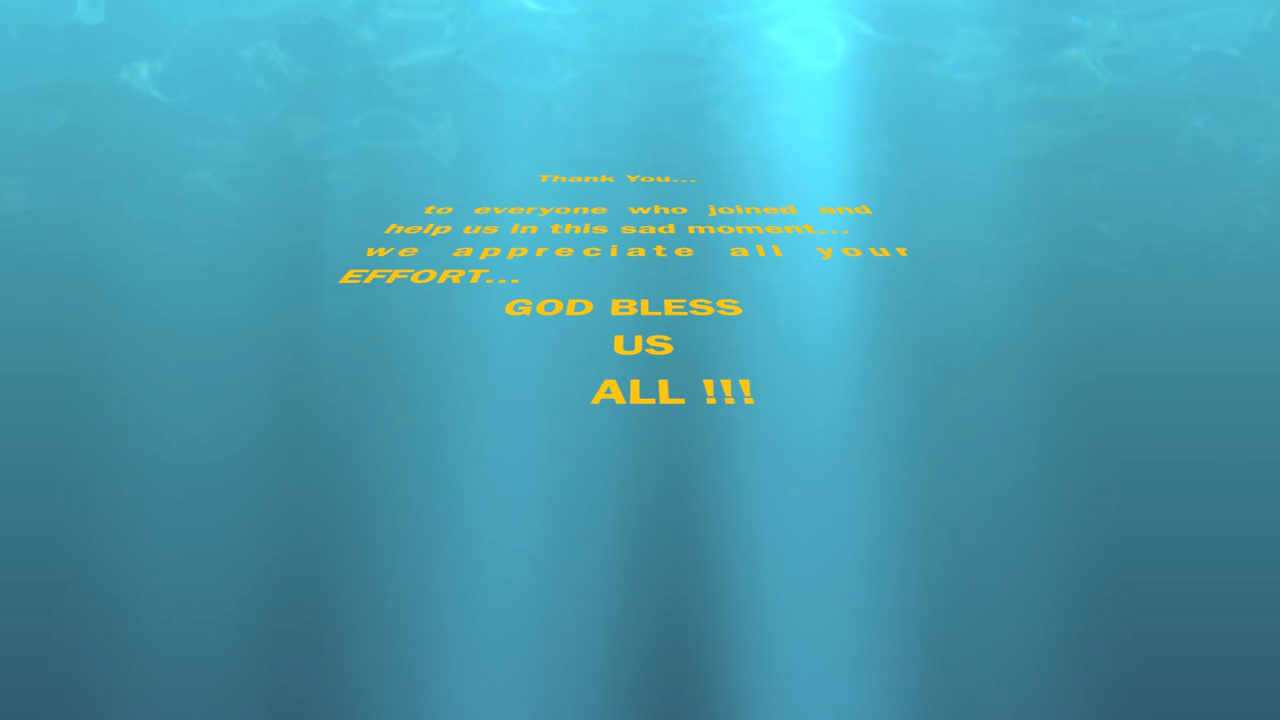 Thank You...
to everyone who joined and
help us in this sad moment...
we appreciate all your
EFFORT...
GOD BLESS
US
ALL !!!